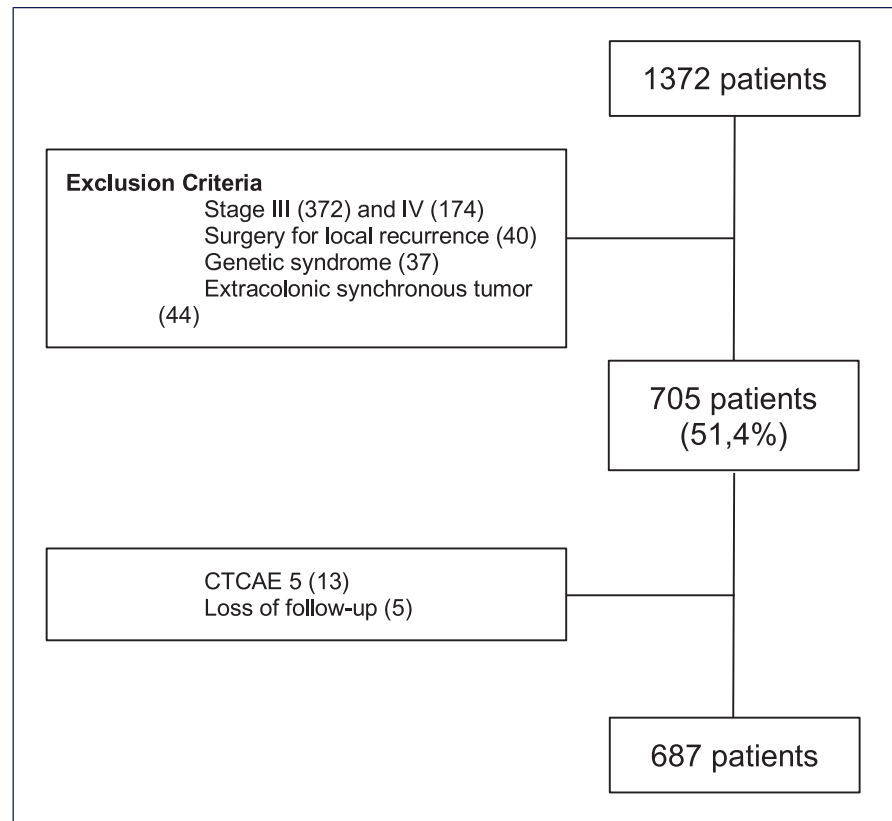 1372 patients
Exclusion Criteria
Stage III (372) and IV (174)
Surgery for local recurrence (40)
Genetic syndrome (37)
Extracolonic synchronous tumor
(44)
705 patients
(51,4%)
CTCAE 5 (13)
Loss of follow-up (5)
687 patients